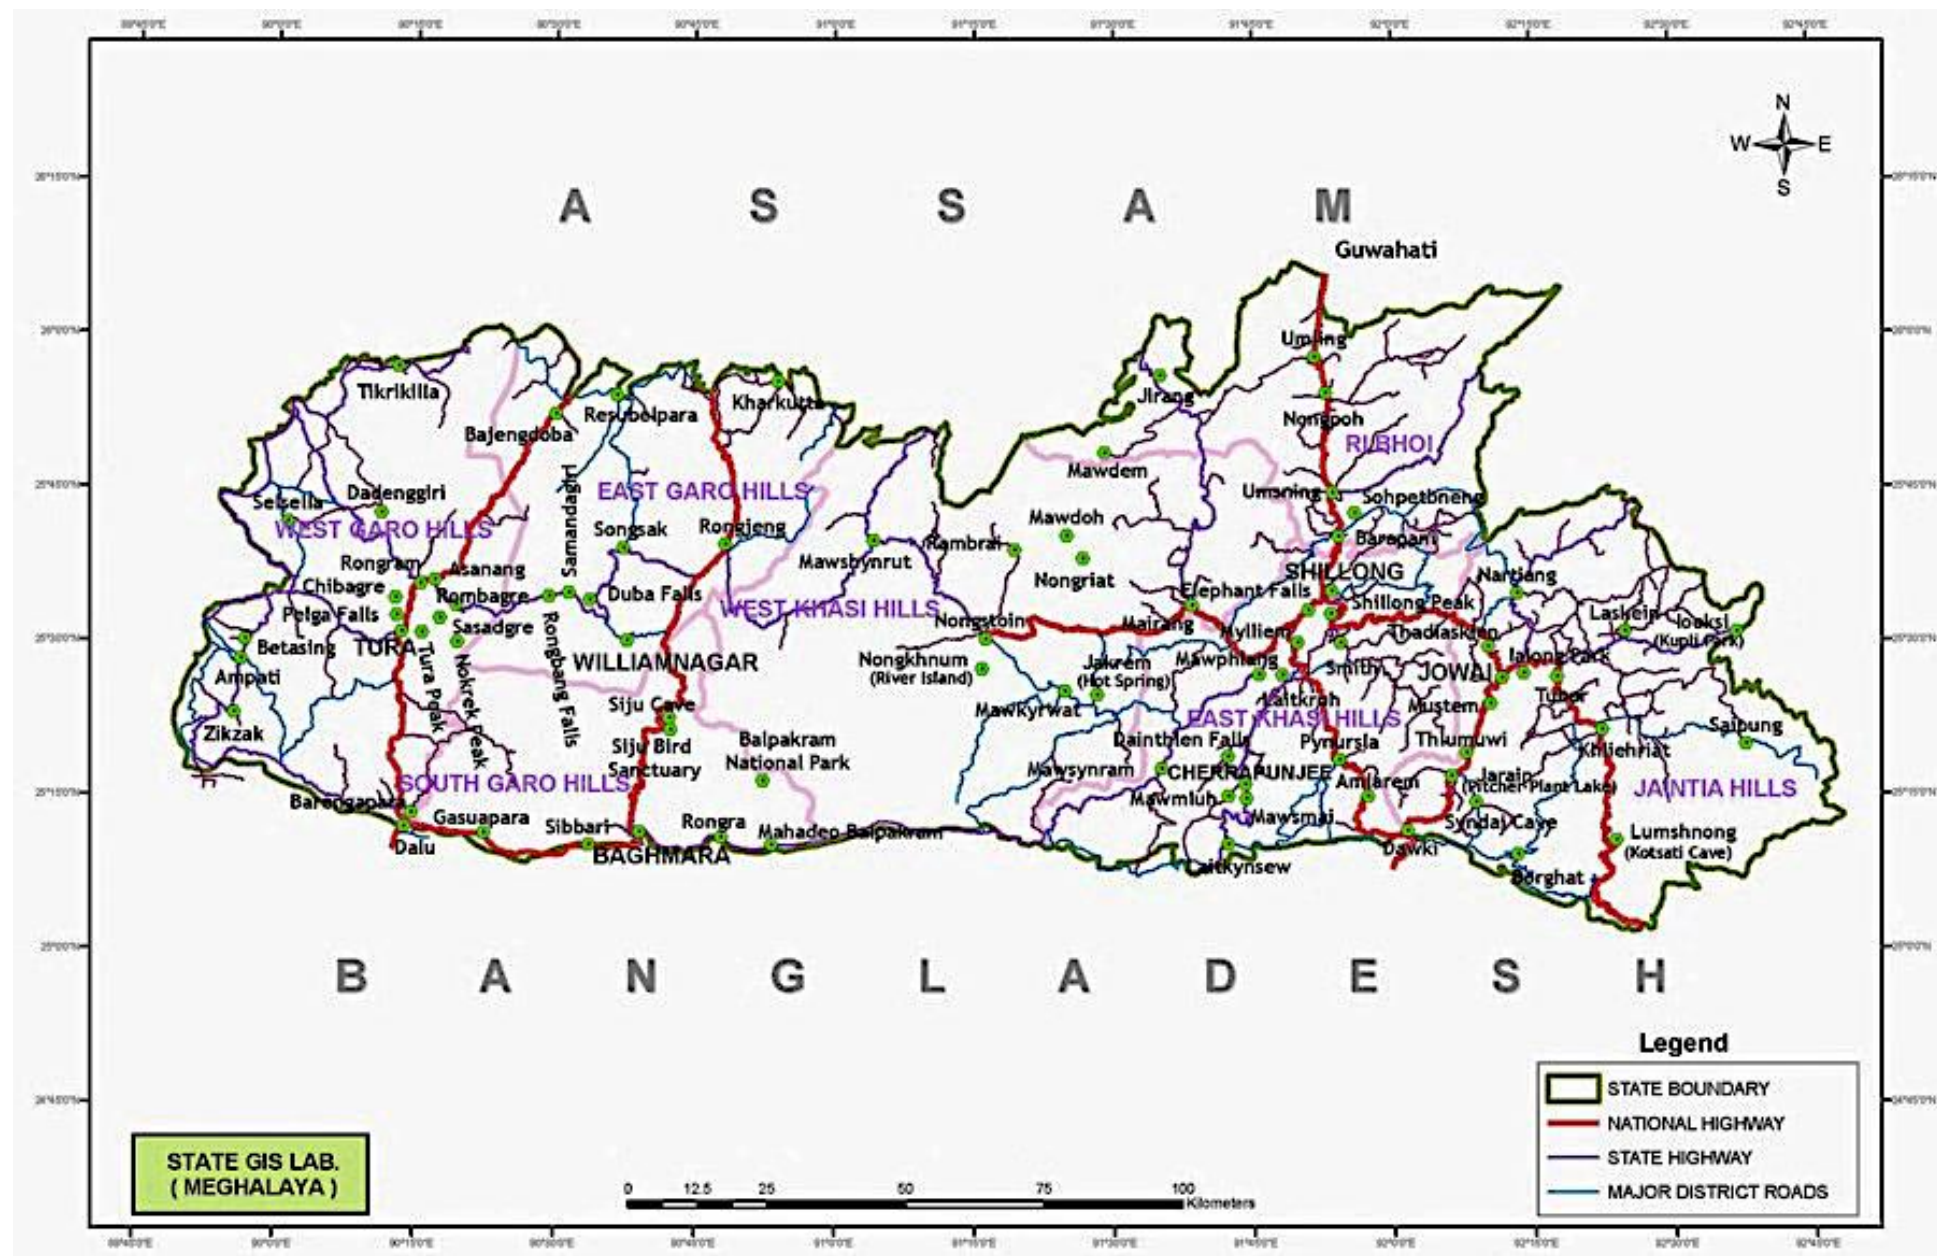 N
W E
S
A S S A M
Guwahati
Umling
Tikrikilla
Resubelpara
Kharkutta
Jirang
Bajengdoba
Nongpoh
RI BHOI
Mawdem
Selsella
Dadenggiri
EAST GARO HILLS
Umsning
Sohpetbneng
WEST GARO HILLS
Samandagiri
Songsak
Rongjeng
Mawdoh
Rambrai
Barapani
Rongram
Asanang
Mawshynrut
Nongriat
SHILLONG
Nartiang
Chibagre
Rombagre
Duba Falls
Elephant Falls
Shillong Peak
Pelga Falls
Sasadgre
WEST KHASI HILLS
Nongstoin
Mairang
Mylliem
Thadlaskein
Laskein
Iooksi
(Kupli Park)
Betasing
TURA
Tura Peak
Nokrek Peak
Rongbang Falls
WILLIAMNAGAR
Nongkhnum
(River Island)
Jakrem
(Hot Spring)
Mawphlang
Smith
JOWAI
Ialong Park
Ampati
Siju Cave
Mawkyrwat
Laitkroh
Mustem
Tuber
Zikzak
Siju Bird
Sanctuary
Balpakram
National Park
EAST KHASI HILLS
Dainthlen Falls
Pynursla
Thlumuwi
Khliehriat
Saipung
SOUTH GARO HILLS
Mawsynram
CHERRAPUNJEE
Amlarem
Jarain
(Pitcher Plant Lake)
JAINTIA HILLS
Barengapara
Gasuapara
Sibbari
Rongra
Mahadeo Balpakram
Mawmluh
Mawsmai
Syndai Cave
Lumshnong
(Kotsati Cave)
Dalu
BAGHMARA
Laitkynsew
Dawki
Borghat
B A N G L A D E S H
Legend
STATE BOUNDARY
NATIONAL HIGHWAY
STATE HIGHWAY
MAJOR DISTRICT ROADS
STATE GIS LAB.
( MEGHALAYA )
0 12.5 25 50 75 100
Kilometers